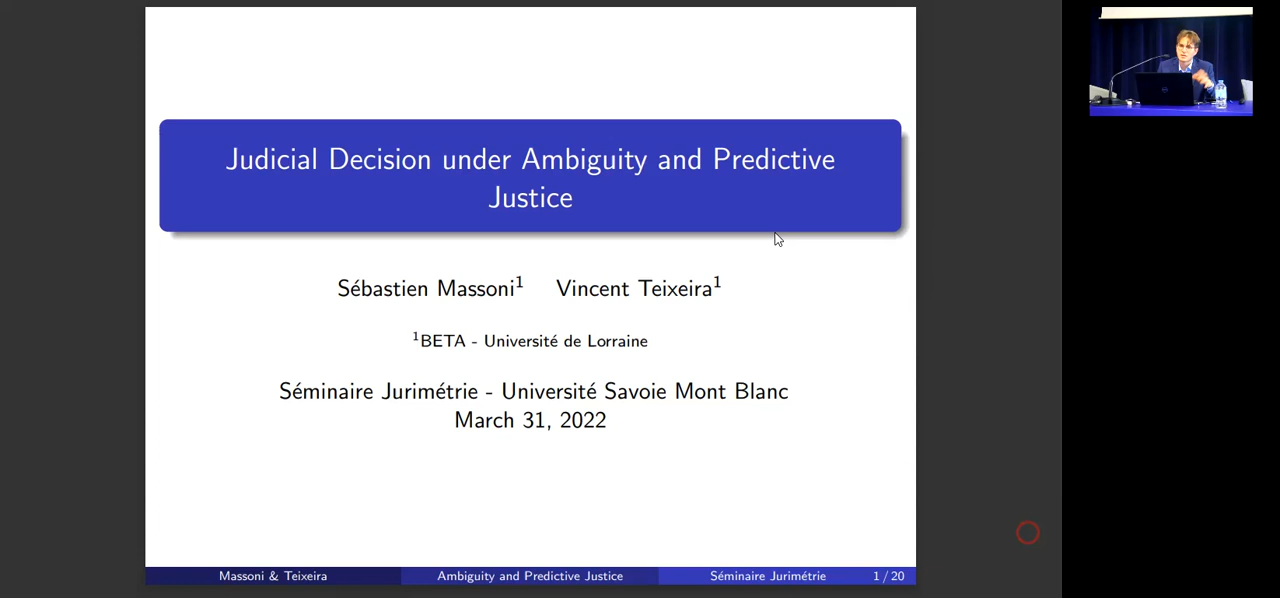 Judicial Decision under Ambiguity and Predictive
Justice
Sébastien Massoni¹ Vincent Teixeira¹
¹BETA - Université de Lorraine
Séminaire Jurimétrie - Université Savoie Mont Blanc
March 31, 2022
Massoni & Teixeira Ambiguity and Predictive Justice Séminaire Jurimétrie 1 / 20